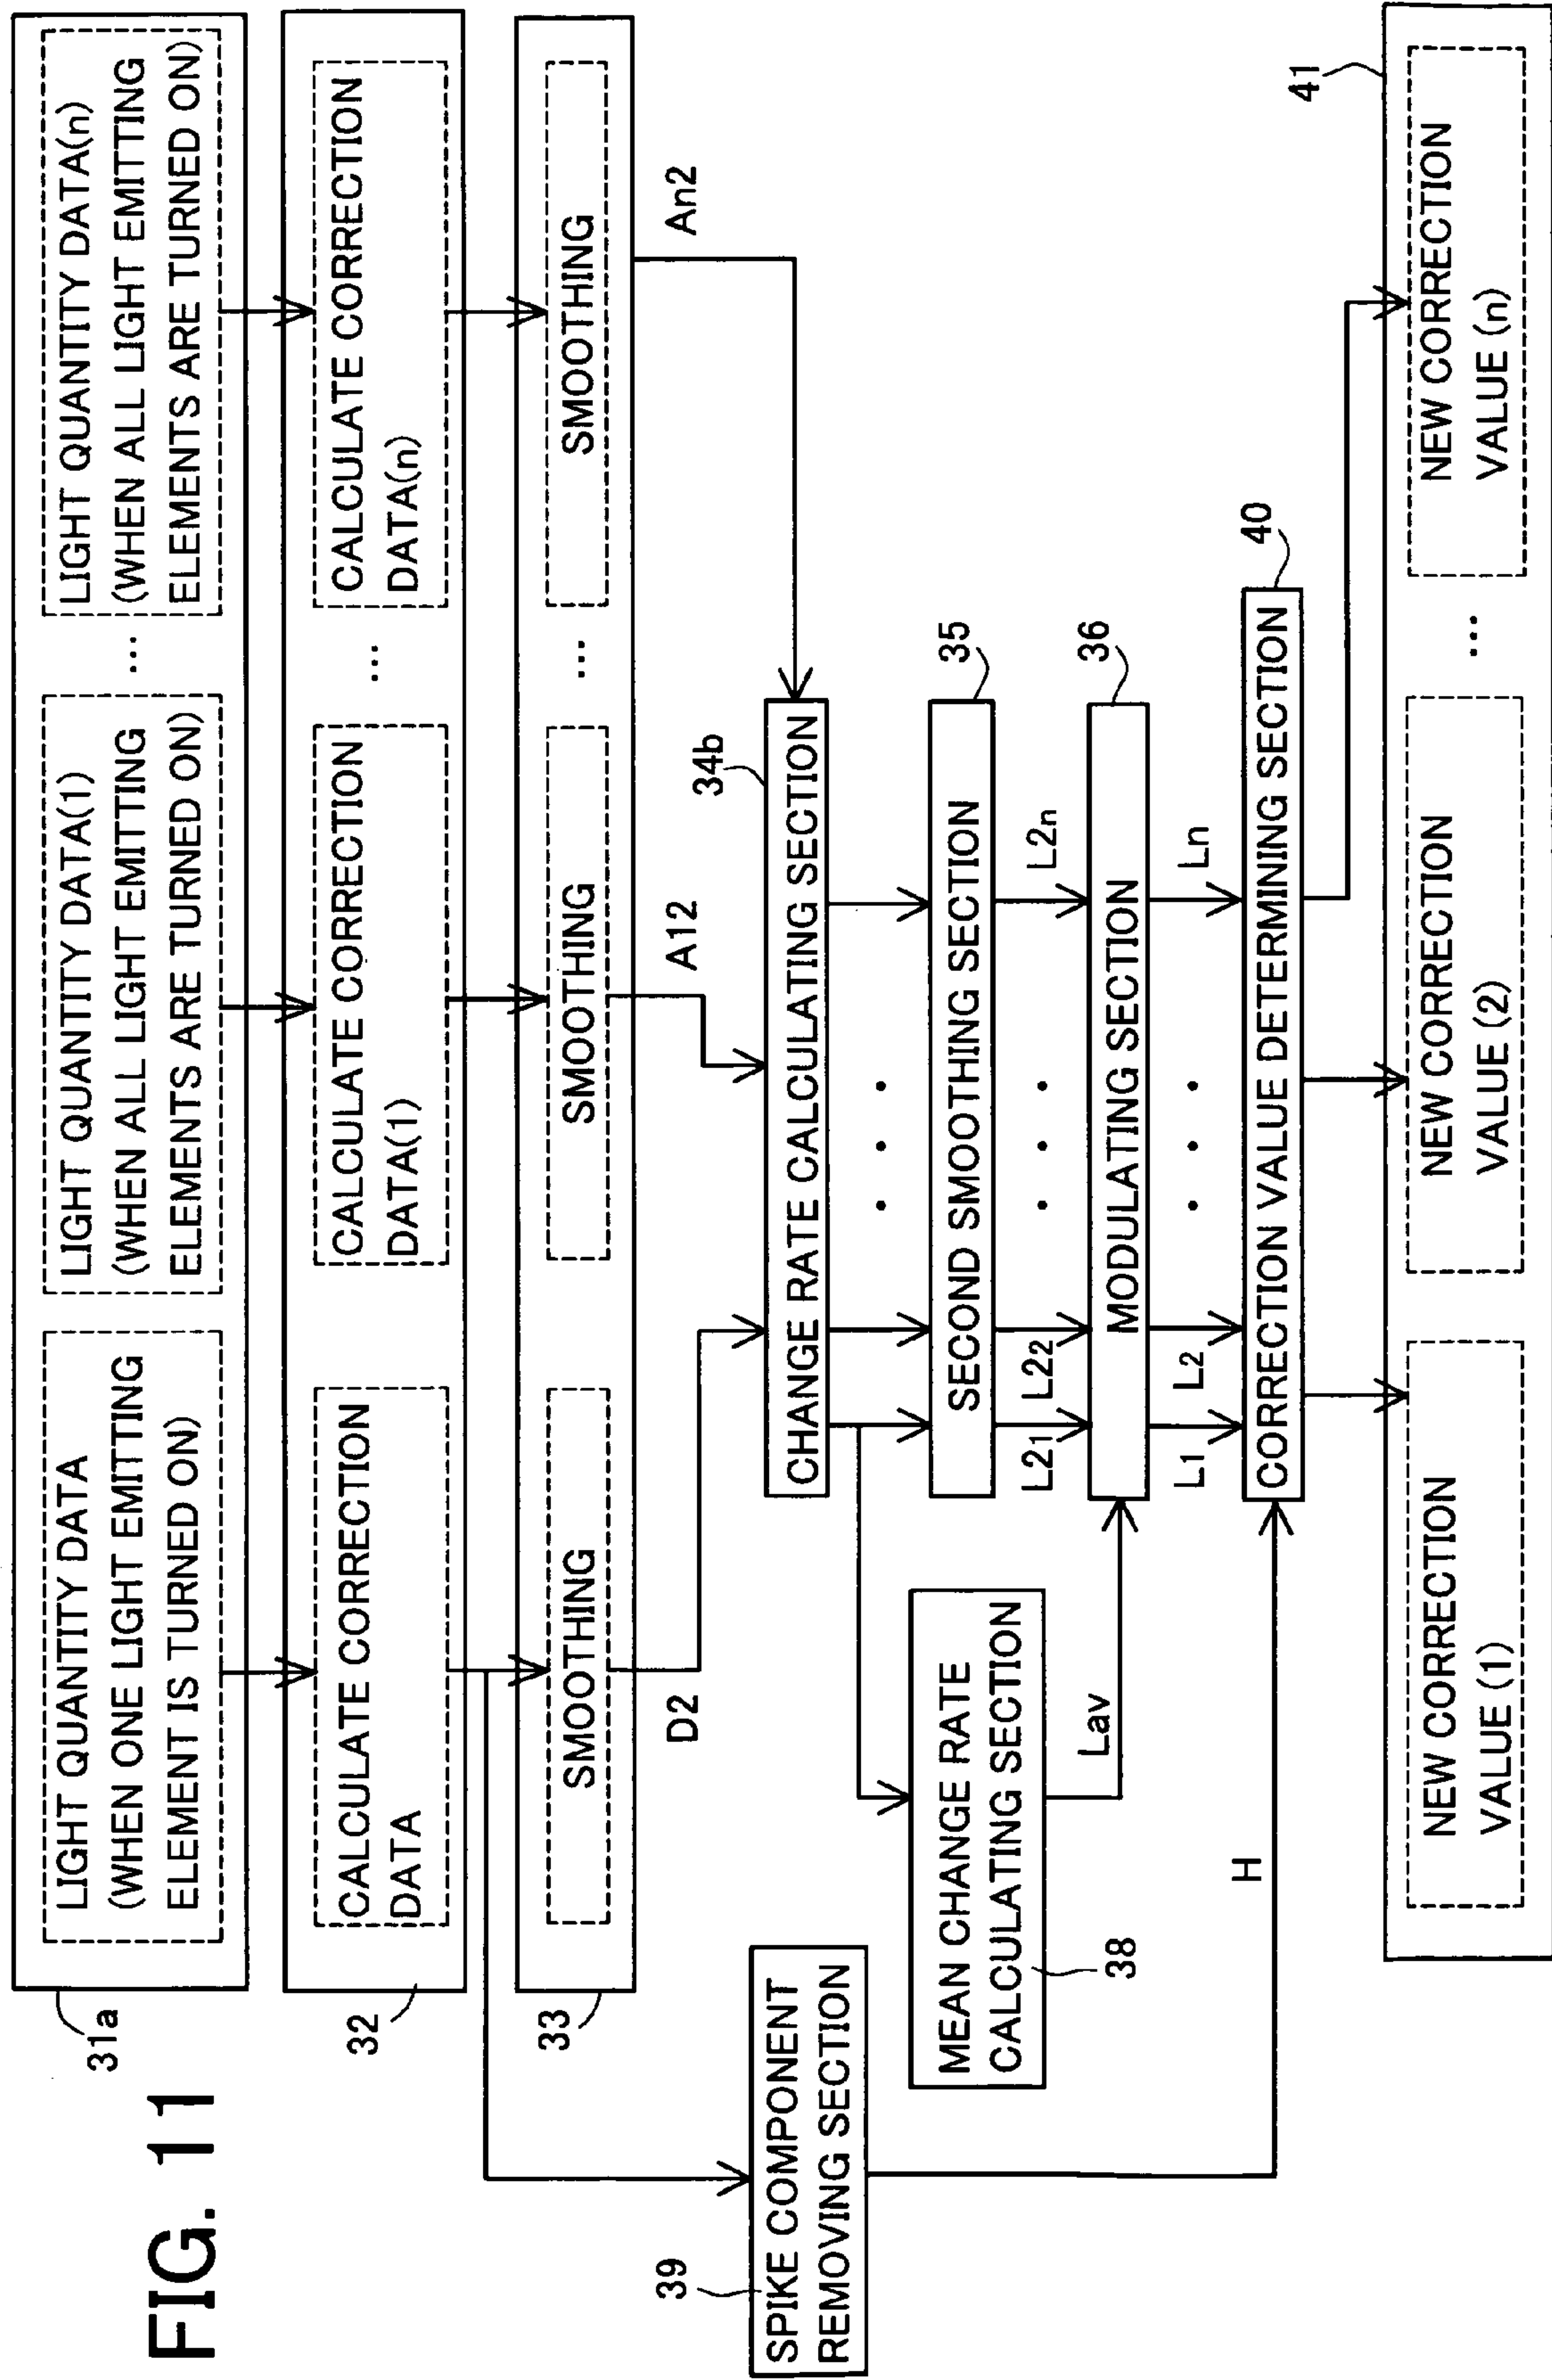 FIG. 11
31a
LIGHT QUANTITY DATA
(WHEN ONE LIGHT EMITTING
ELEMENT IS TURNED ON)
LIGHT QUANTITY DATA(1)
(WHEN ALL LIGHT EMITTING
ELEMENTS ARE TURNED ON)
...
LIGHT QUANTITY DATA(n)
(WHEN ALL LIGHT EMITTING
ELEMENTS ARE TURNED ON)
32
CALCULATE CORRECTION
DATA
CALCULATE CORRECTION
DATA(1)
...
CALCULATE CORRECTION
DATA(n)
33
SMOOTHING
SMOOTHING
...
SMOOTHING
D2
A12
An2
39
SPIKE COMPONENT
REMOVING SECTION
34b
CHANGE RATE CALCULATING SECTION
. . .
38
MEAN CHANGE RATE
CALCULATING SECTION
35
SECOND SMOOTHING SECTION
L21
L22
. . .
L2n
Lav
36
MODULATING SECTION
L1
L2
. . .
Ln
H
40
CORRECTION VALUE DETERMINING SECTION
41
NEW CORRECTION
VALUE (1)
NEW CORRECTION
VALUE (2)
...
NEW CORRECTION
VALUE (n)